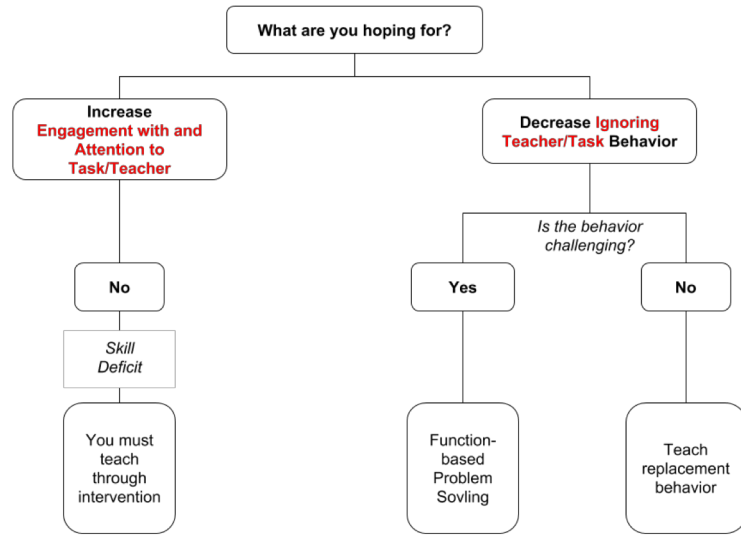 What are you hoping for?
Increase
Engagement with and
Attention to
Task/Teacher
Decrease Ignoring
Teacher/Task Behavior
Is the behavior
challenging?
No
Yes
No
Skill
Deficit
You must
teach
through
intervention
Function-
based
Problem
Sovling
Teach
replacement
behavior